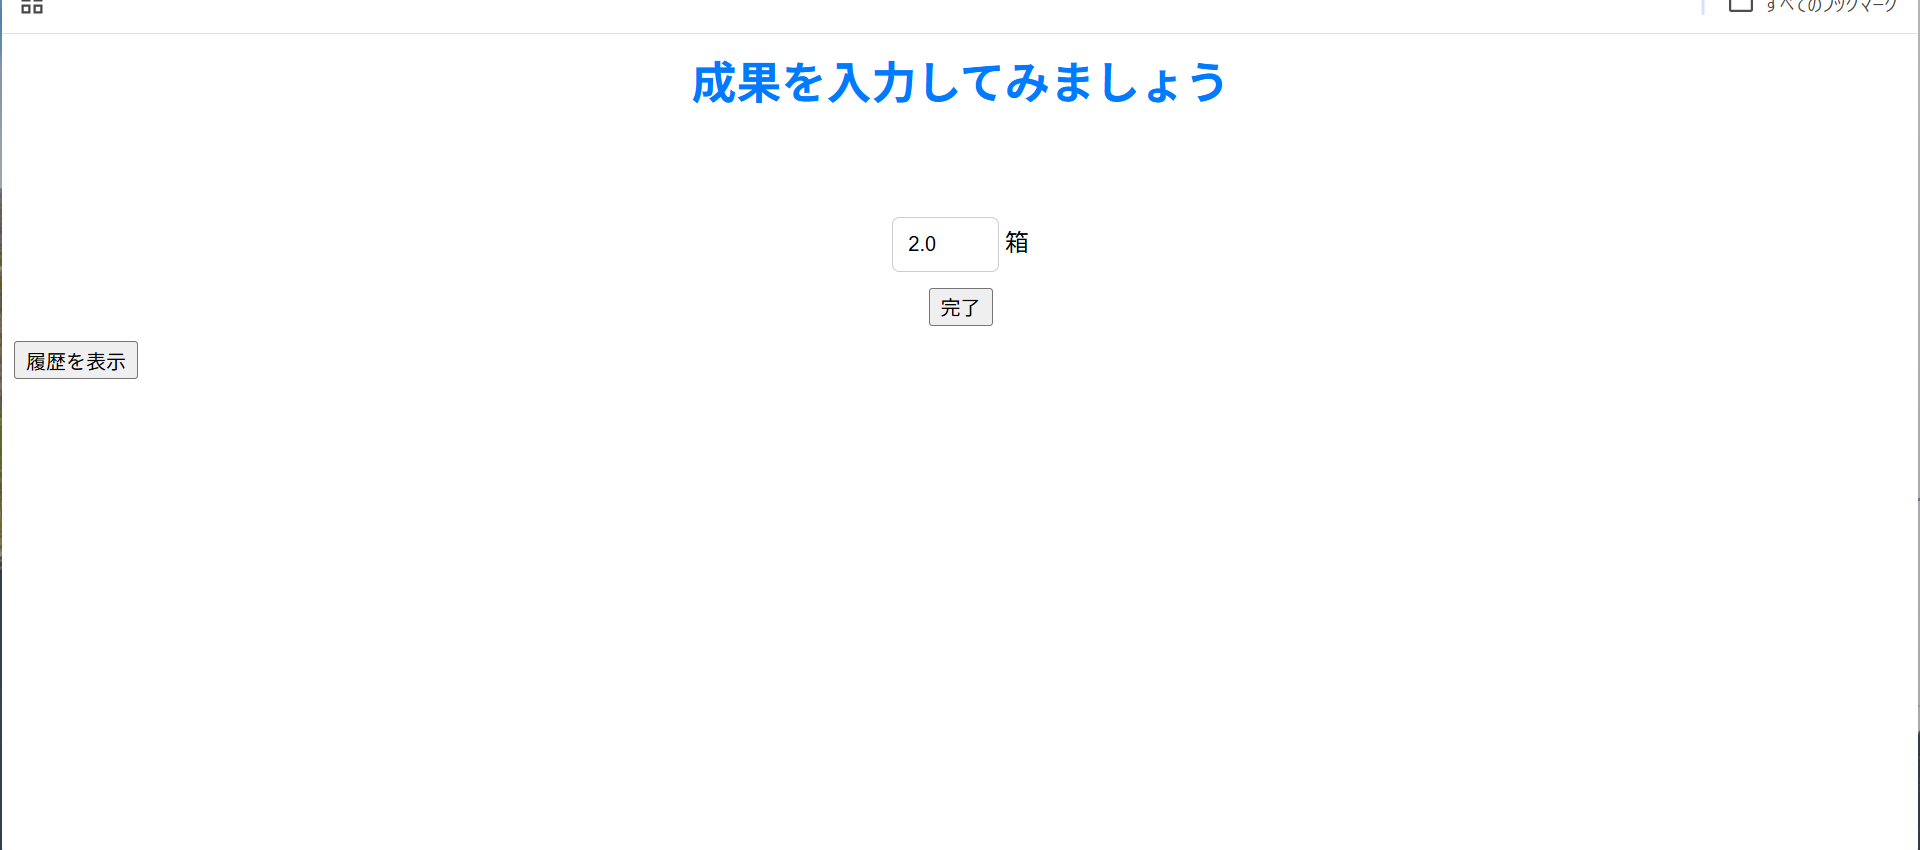 すべてのブックマーク
成果を入力してみましょう
2.0 箱
完了
履歴を表示